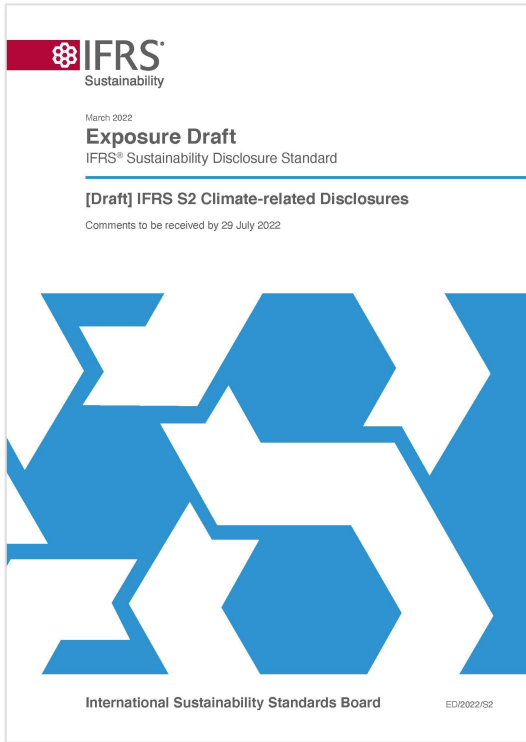 IFRS®
Sustainability
March 2022
Exposure Draft
IFRS® Sustainability Disclosure Standard
[Draft] IFRS S2 Climate-related Disclosures
Comments to be received by 29 July 2022
International Sustainability Standards Board
ED/2022/S2